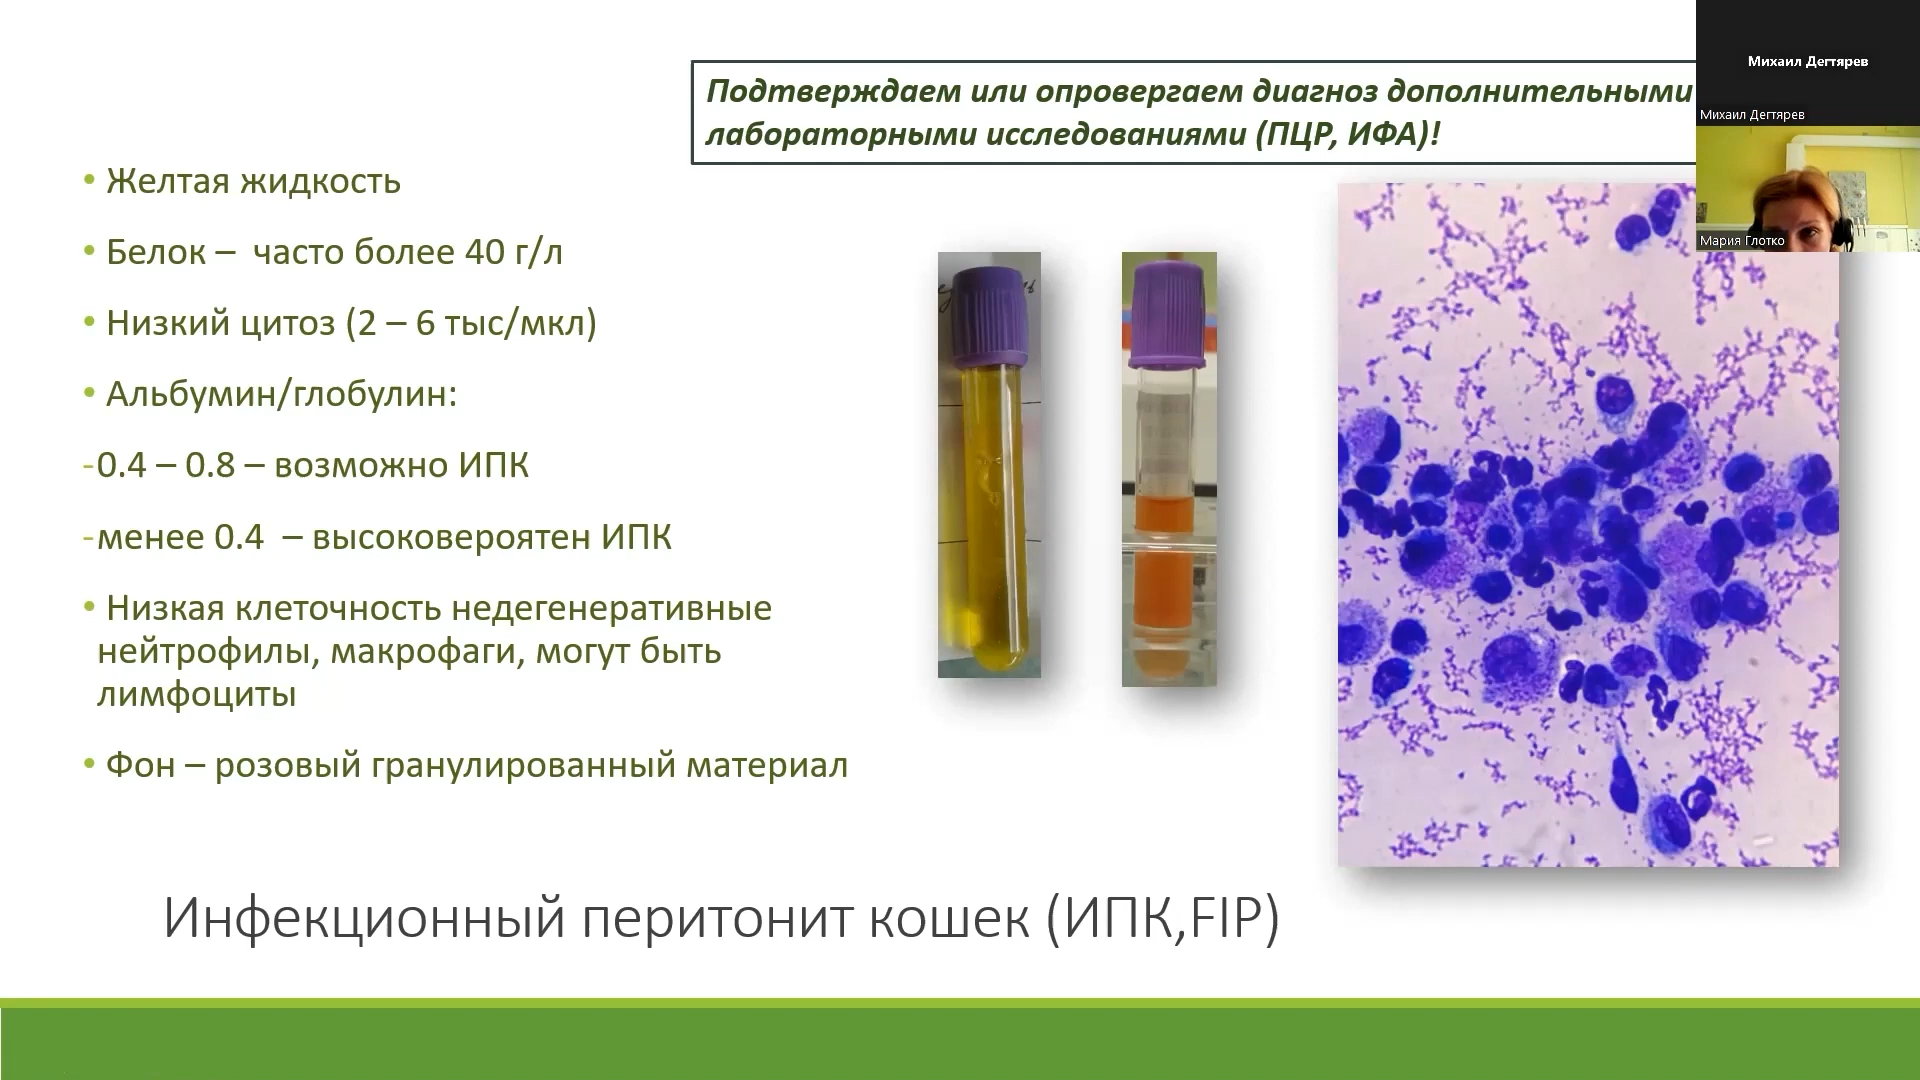 Подтверждаем или опровергаем диагноз дополнительными
лабораторными исследованиями (ПЦР, ИФА)!
Михаил Дегтярев
Михаил Дегтярев
Мария Глотко
• Желтая жидкость
• Белок –  часто более 40 г/л
• Низкий цитоз (2 – 6 тыс/мкл)
• Альбумин/глобулин:
-0.4 – 0.8 – возможно ИПК
-менее 0.4  – высоковероятен ИПК
• Низкая клеточность недегенеративные
нейтрофилы, макрофаги, могут быть
лимфоциты
• Фон – розовый гранулированный материал
Инфекционный перитонит кошек (ИПК,FIP)